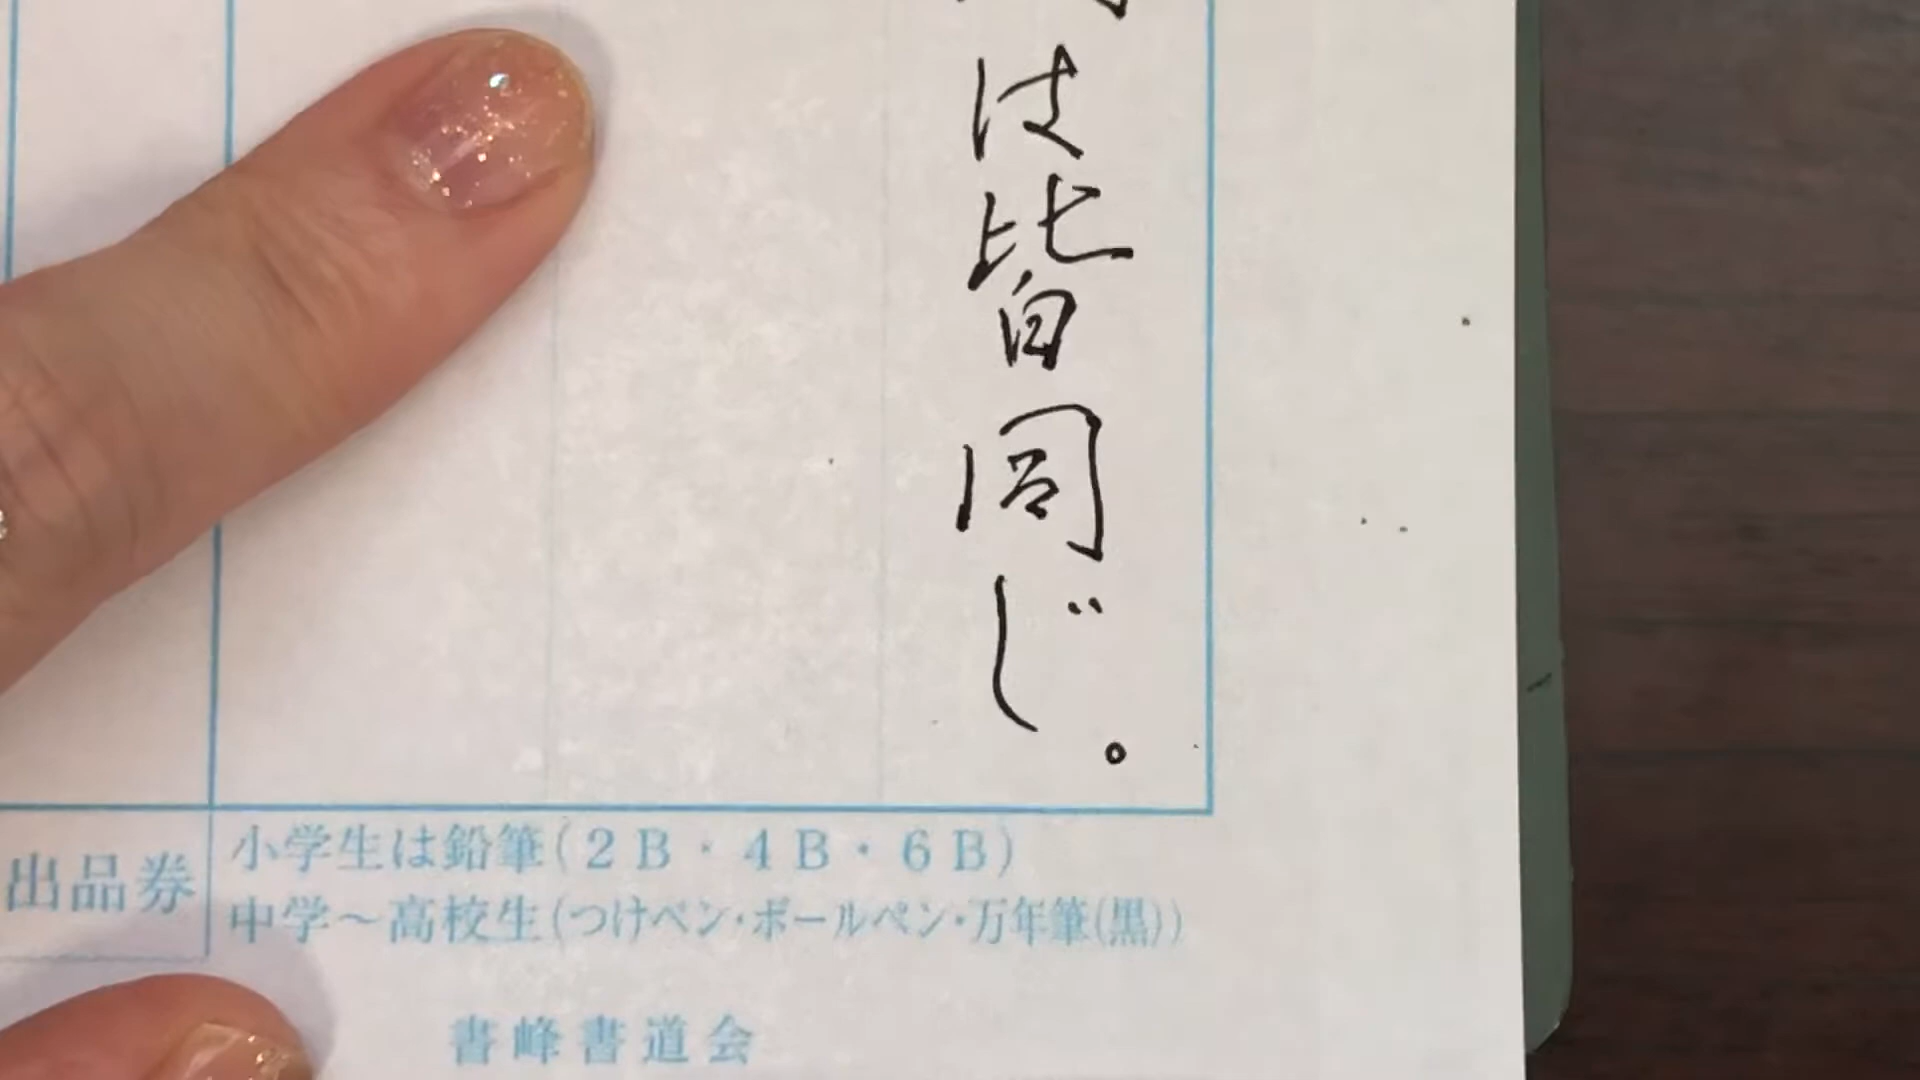 は皆同じ。
出品券
小学生は鉛筆(2B・4B・6B)
中学～高校生(つけペン・ボールペン・万年筆(黒))
書峰書道会